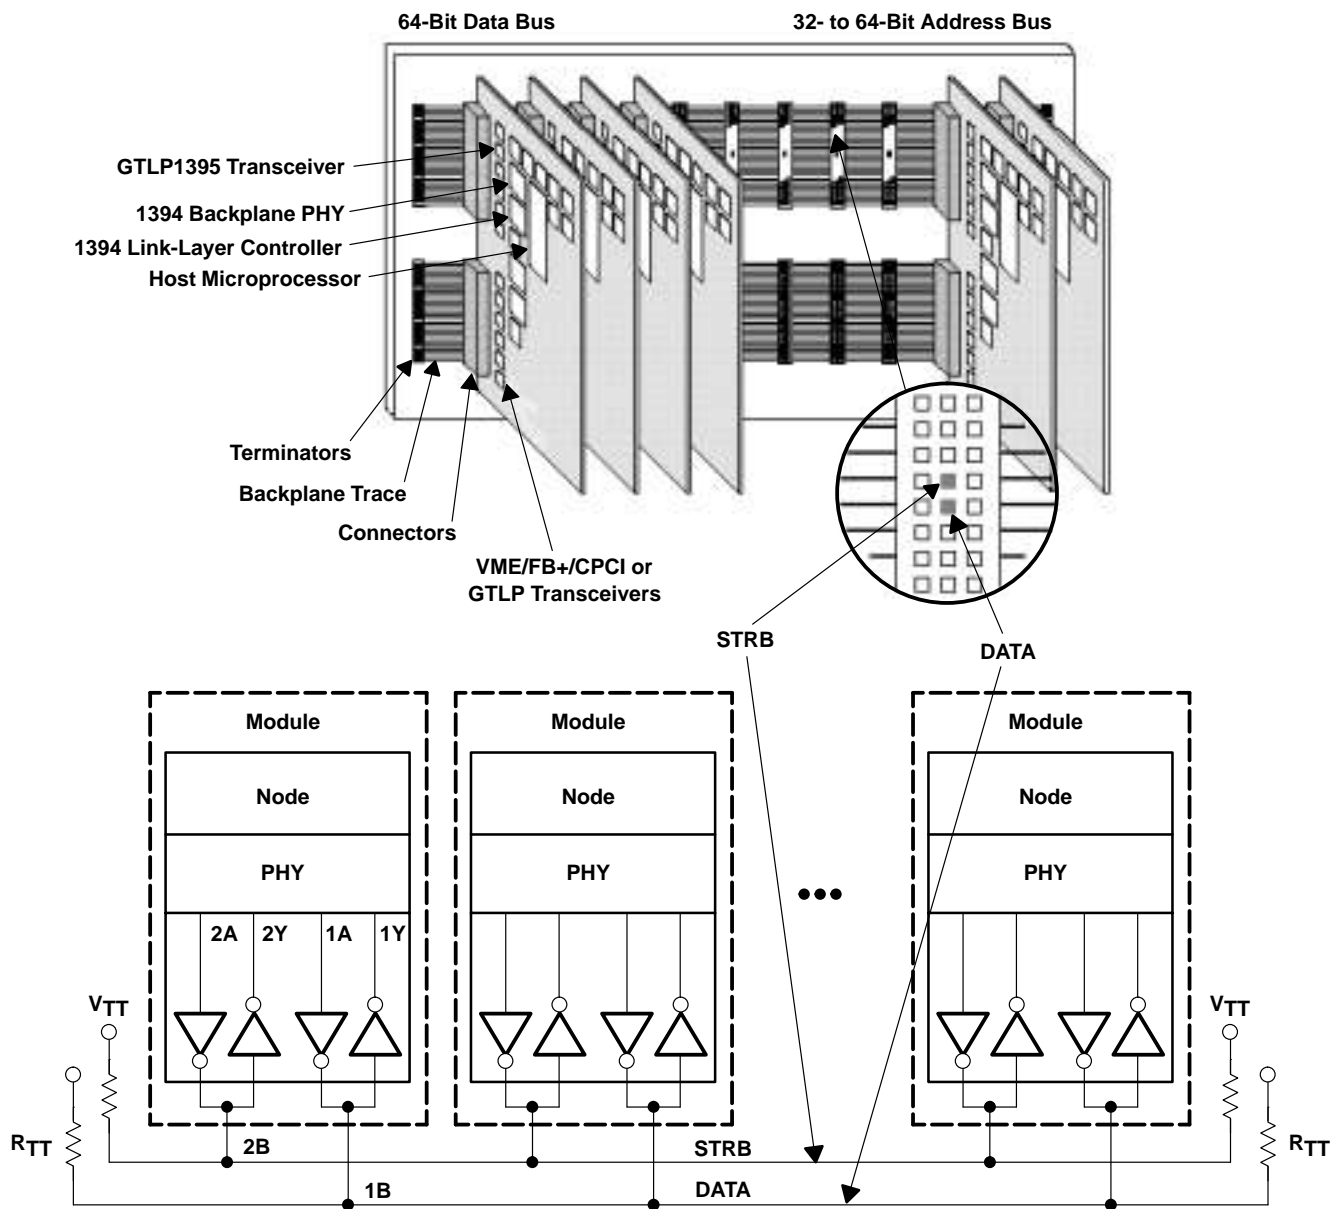 64-Bit Data Bus
32- to 64-Bit Address Bus
GTLP1395 Transceiver
1394 Backplane PHY
1394 Link-Layer Controller
Host Microprocessor
Terminators
Backplane Trace
Connectors
VME/FB+/CPCI or
GTLP Transceivers
STRB
DATA
Module
Module
Module
Node
Node
Node
PHY
PHY
PHY
2A
2Y
1A
1Y
VTT
VTT
RTT
RTT
2B
STRB
1B
DATA